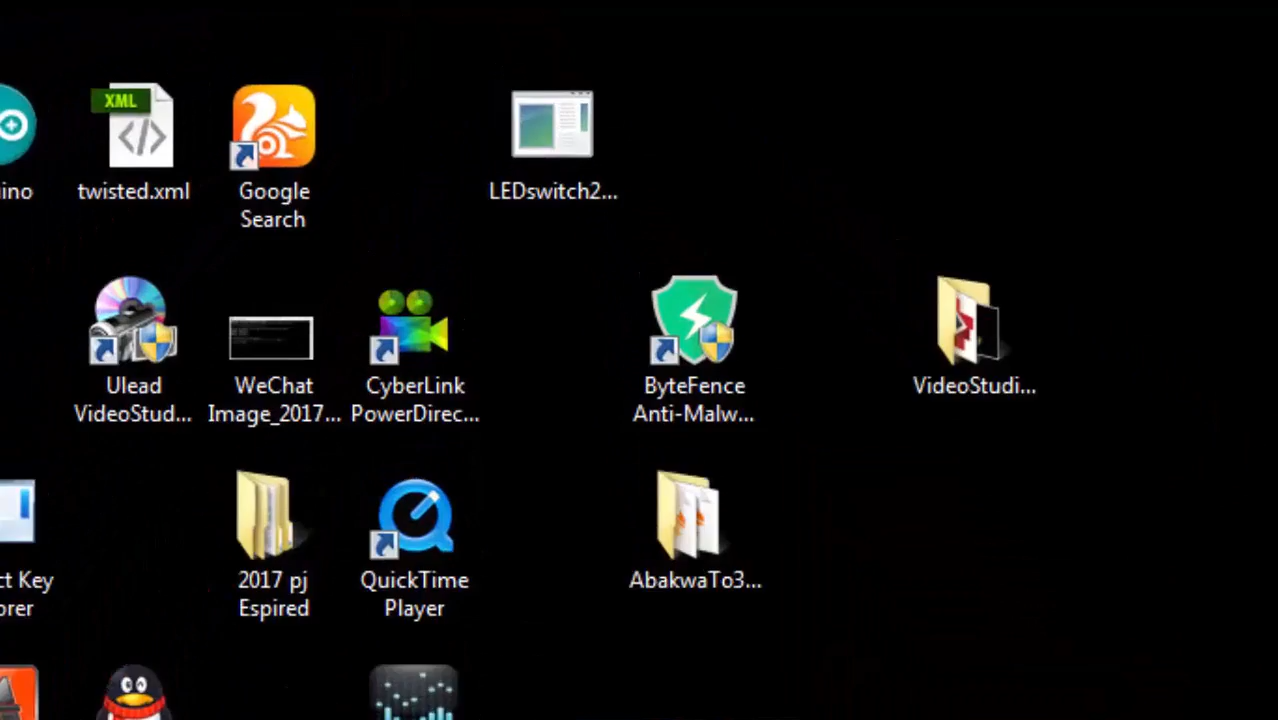 XML
ino
twisted.xml
Google
Search
LEDswitch2...
Ulead
VideoStud...
WeChat
Image_2017...
CyberLink
PowerDirec...
ByteFence
Anti-Malw...
VideoStudi...
ct Key
orer
2017 pj
Espired
QuickTime
Player
AbakwaTo3...